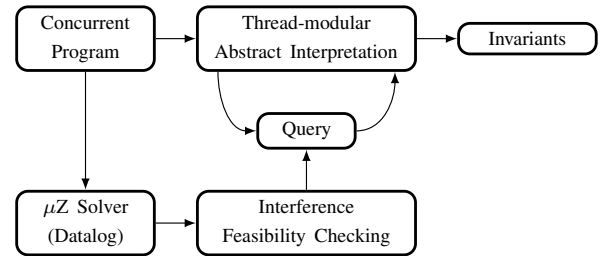 Concurrent
Program
Thread-modular
Abstract Interpretation
Invariants
Query
μZ Solver
(Datalog)
Interference
Feasibility Checking